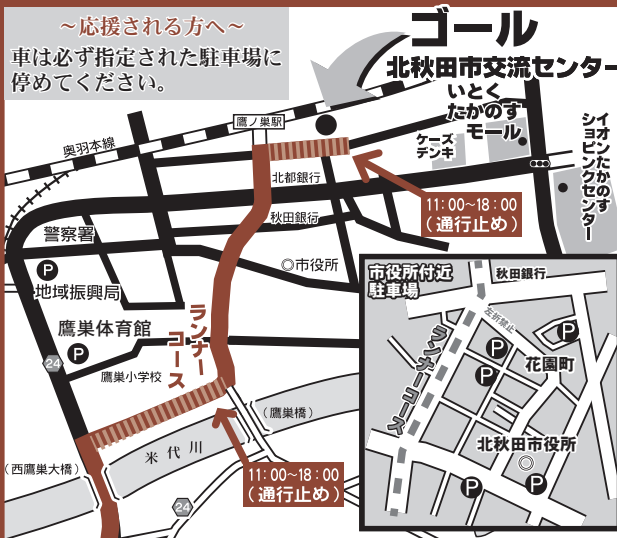 ～応援される方へ～
車は必ず指定された駐車場に
停めてください。
ゴール
北秋田市交流センター
いとく
たかのす
モール
ケーズ
デンキ
イオンたかのす
ショッピングセンター
鷹ノ巣駅
奥羽本線
北都銀行
秋田銀行
11:00～18:00
(通行止め)
警察署
P
地域振興局
◎市役所
鷹巣体育館
P
24
鷹巣小学校
ランナー
コース
(鷹巣橋)
米代川
(西鷹巣大橋)
24
11:00～18:00
(通行止め)
市役所付近
駐車場
秋田銀行
左折禁止
ランナーコース
P
P
P
花園町
北秋田市役所
P
P